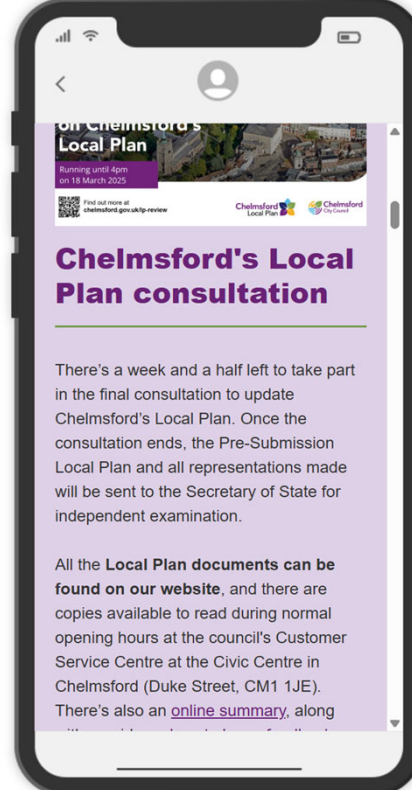 on Chelmsford's
Local Plan
Running until 4pm
on 18 March 2025
Find out more at
chelmsford.gov.uk/lp-review
Chelmsford
Local Plan
Chelmsford
City Council
Chelmsford's Local
Plan consultation
There's a week and a half left to take part
in the final consultation to update
Chelmsford's Local Plan. Once the
consultation ends, the Pre-Submission
Local Plan and all representations made
will be sent to the Secretary of State for
independent examination.
All the Local Plan documents can be
found on our website, and there are
copies available to read during normal
opening hours at the council's Customer
Service Centre at the Civic Centre in
Chelmsford (Duke Street, CM1 1JE).
There's also an online summary, along